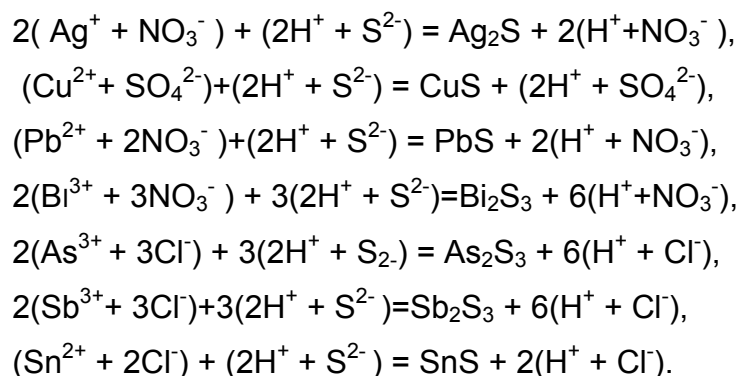 2( Ag⁺ + NO₃⁻ ) + (2H⁺ + S²⁻) = Ag₂S + 2(H⁺+NO₃⁻),
(Cu²⁺+ SO₄²⁻)+(2H⁺ + S²⁻) = CuS + (2H⁺ + SO₄²⁻),
(Pb²⁺ + 2NO₃⁻)+(2H⁺ + S²⁻) = PbS + 2(H⁺ + NO₃⁻),
2(Bı³⁺ + 3NO₃⁻ ) + 3(2H⁺ + S²⁻)=Bi₂S₃ + 6(H⁺+NO₃⁻),
2(As³⁺ + 3Cl⁻) + 3(2H⁺ + S₂₋) = As₂S₃ + 6(H⁺ + Cl⁻),
2(Sb³⁺+ 3Cl⁻)+3(2H⁺ + S²⁻ )=Sb₂S₃ + 6(H⁺ + Cl⁻),
(Sn²⁺ + 2Cl⁻) + (2H⁺ + S²⁻ ) = SnS + 2(H⁺ + Cl⁻).